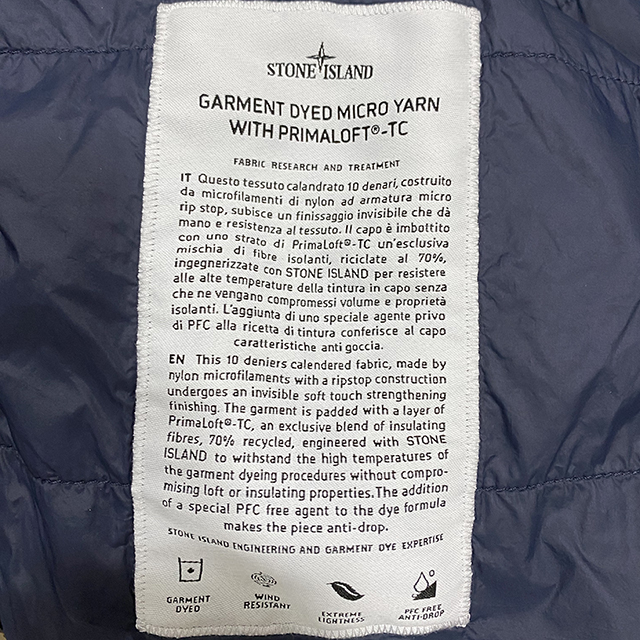 STONE ISLAND
GARMENT DYED MICRO YARN
WITH PRIMALOFT®-TC
FABRIC RESEARCH AND TREATMENT
IT Questo tessuto calandrato 10 denari, costruito
da microfilamenti di nylon ad armatura micro
rip stop, subisce un finissaggio invisibile che dà
mano e resistenza al tessuto. Il capo è imbottito
con uno strato di PrimaLoft®-TC un'esclusiva
mischia di fibre isolanti, riciclate al 70%,
ingegnerizzate con STONE ISLAND per resistere
alle alte temperature della tintura in capo senza
che ne vengano compromessi volume e proprietà
isolanti. L'aggiunta di uno speciale agente privo
di PFC alla ricetta di tintura conferisce al capo
caratteristiche anti goccia.
EN This 10 deniers calendered fabric, made by
nylon microfilaments with a ripstop construction
undergoes an invisible soft touch strengthening
finishing. The garment is padded with a layer of
PrimaLoft®-TC, an exclusive blend of insulating
fibres, 70% recycled, engineered with STONE
ISLAND to withstand the high temperatures of
the garment dyeing procedures without compro-
mising loft or insulating properties.The addition
of a special PFC free agent to the dye formula
makes the piece anti-drop.
STONE ISLAND ENGINEERING AND GARMENT DYE EXPERTISE
GARMENT
DYED
WIND
RESISTANT
EXTREME
LIGHTNESS
PFC FREE
ANTI-DROP